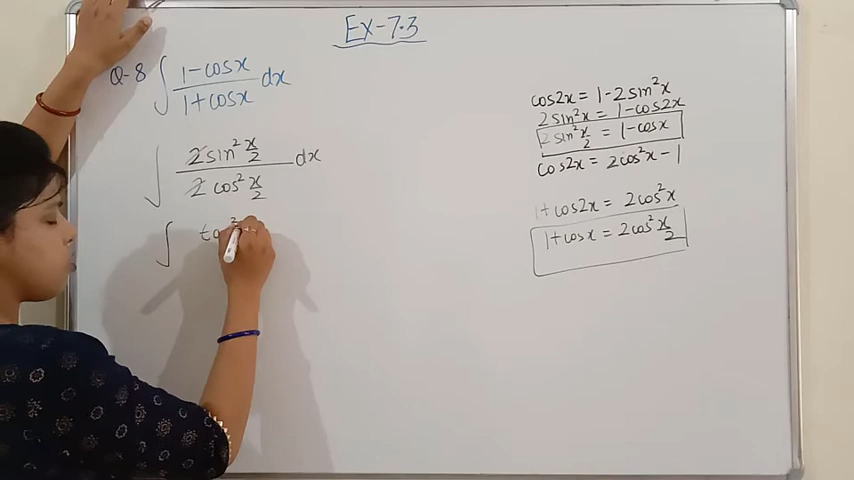 Ex-7.3
Q-8 ∫ (1-cosx)/(1+cosx) dx
∫ (2sin² x/2)/(2cos² x/2) dx
∫
cos2x = 1-2sin²x
2sin²x = 1-cos2x
2sin² x/2 = 1-cosx
cos2x = 2cos²x-1
1+cos2x = 2cos²x
1+cosx = 2cos² x/2